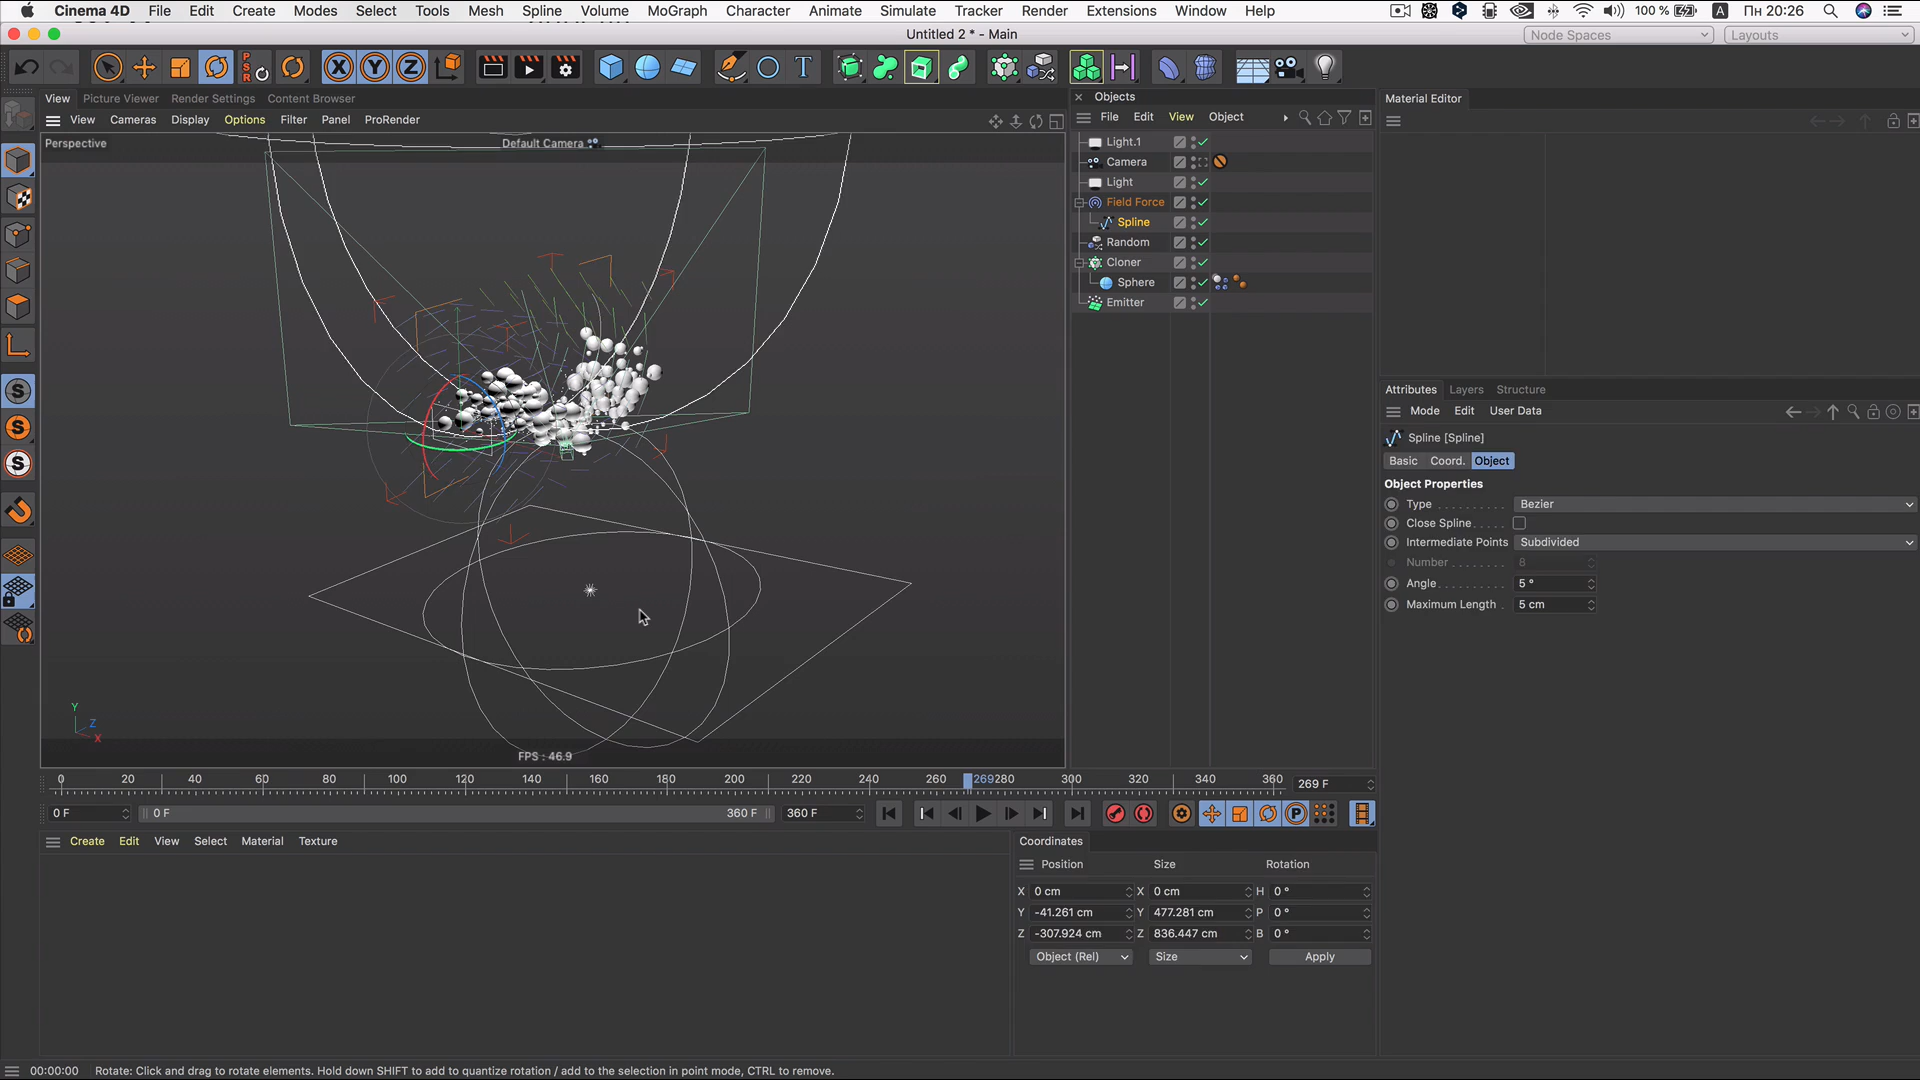 Cinema 4D File Edit Create Modes Select Tools Mesh Spline Volume MoGraph Character Animate Simulate Tracker Render Extensions Window Help 100 % A Пн 20:26
Untitled 2 * - Main
Node Spaces Layouts
View Picture Viewer Render Settings Content Browser
View Cameras Display Options Filter Panel ProRender
Perspective
Default Camera
Y
Z
X
FPS : 46.9
Objects
File Edit View Object
Light.1
Camera
Light
Field Force
Spline
Random
Cloner
Sphere
Emitter
Material Editor
Attributes Layers Structure
Mode Edit User Data
Spline [Spline]
Basic Coord. Object
Object Properties
Type Bezier
Close Spline
Intermediate Points Subdivided
Number 8
Angle 5 °
Maximum Length 5 cm
0 20 40 60 80 100 120 140 160 180 200 220 240 260 269 280 300 320 340 360 269 F
0 F 0 F 360 F 360 F
Create Edit View Select Material Texture
Coordinates
Position Size Rotation
X 0 cm X 0 cm H 0 °
Y -41.261 cm Y 477.281 cm P 0 °
Z -307.924 cm Z 836.447 cm B 0 °
Object (Rel) Size Apply
00:00:00 Rotate: Click and drag to rotate elements. Hold down SHIFT to add to quantize rotation / add to the selection in point mode, CTRL to remove.